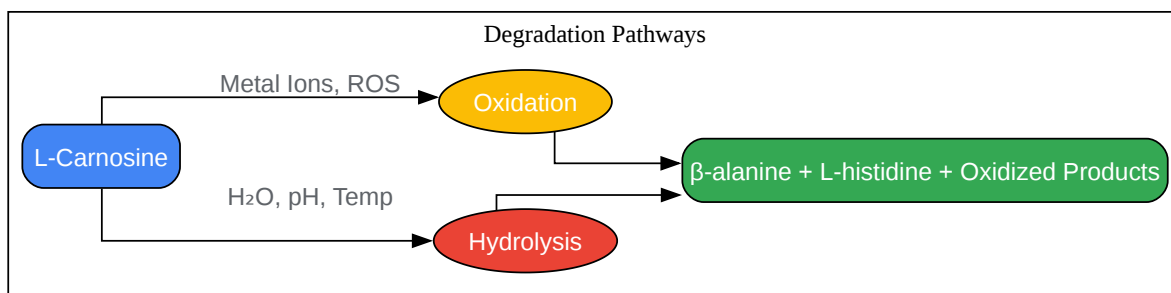 Degradation Pathways
Metal Ions, ROS
Oxidation
L-Carnosine
β-alanine + L-histidine + Oxidized Products
H₂O, pH, Temp
Hydrolysis